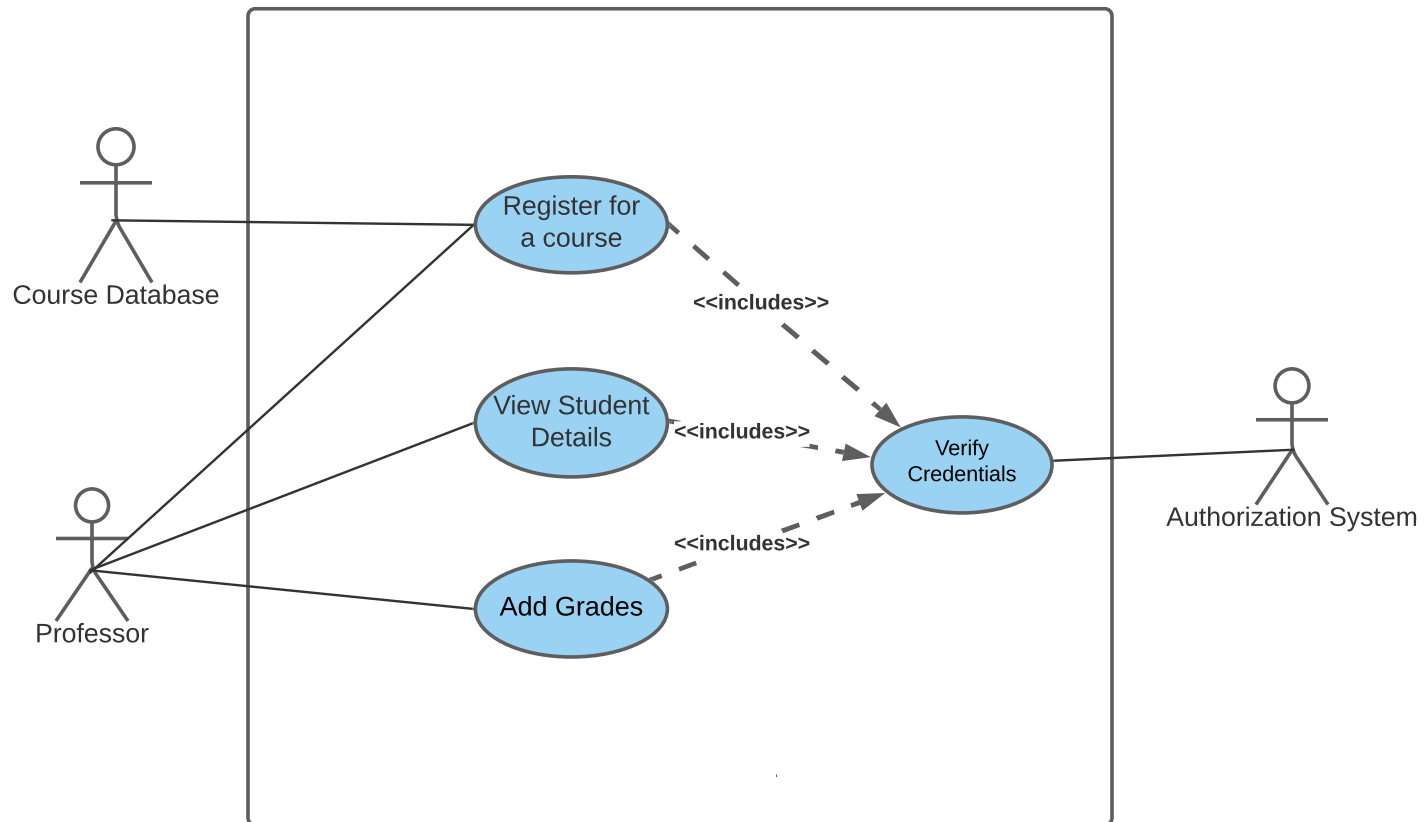 Register for
a course
Course Database
<<includes>>
View Student
Details
<<includes>>
Verify
Credentials
Authorization System
<<includes>>
Add Grades
Professor